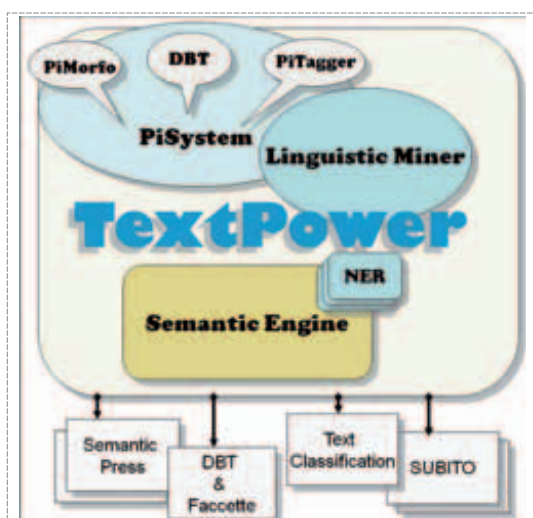 PiMorfo
DBT
PiTagger
PiSystem
Linguistic Miner
TextPower
NER
Semantic Engine
Semantic
Press
DBT
&
Faccette
Text
Classification
SUBITO